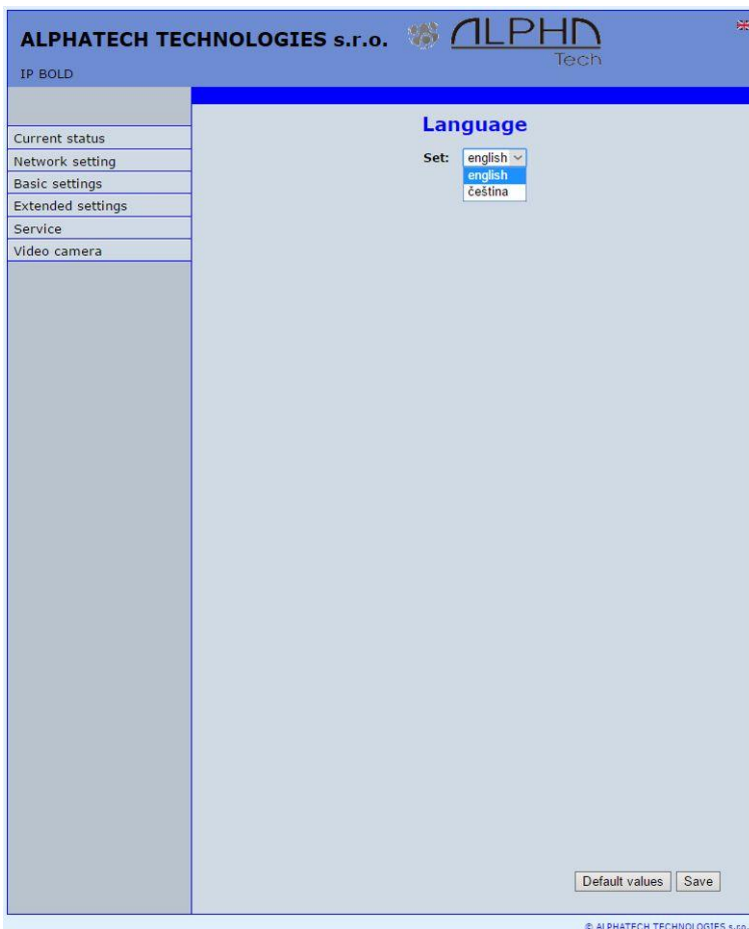 ALPHATECH TECHNOLOGIES s.r.o.
ALPHA
Tech
IP BOLD
Current status
Network setting
Basic settings
Extended settings
Service
Video camera
Language
Set: english
english
čeština
Default values Save
© ALPHATECH TECHNOLOGIES s.r.o.